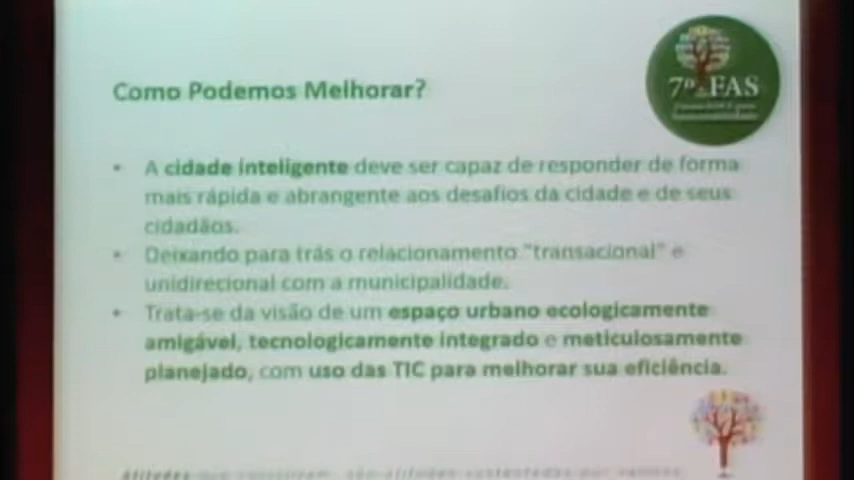 Como Podemos Melhorar?
7º FAS
• A cidade inteligente deve ser capaz de responder de forma
mais rápida e abrangente aos desafios da cidade e de seus
cidadãos.
• Deixando para trás o relacionamento "transacional" e
unidirecional com a municipalidade.
• Trata-se da visão de um espaço urbano ecologicamente
amigável, tecnologicamente integrado e meticulosamente
planejado, com uso das TIC para melhorar sua eficiência.
Atitudes